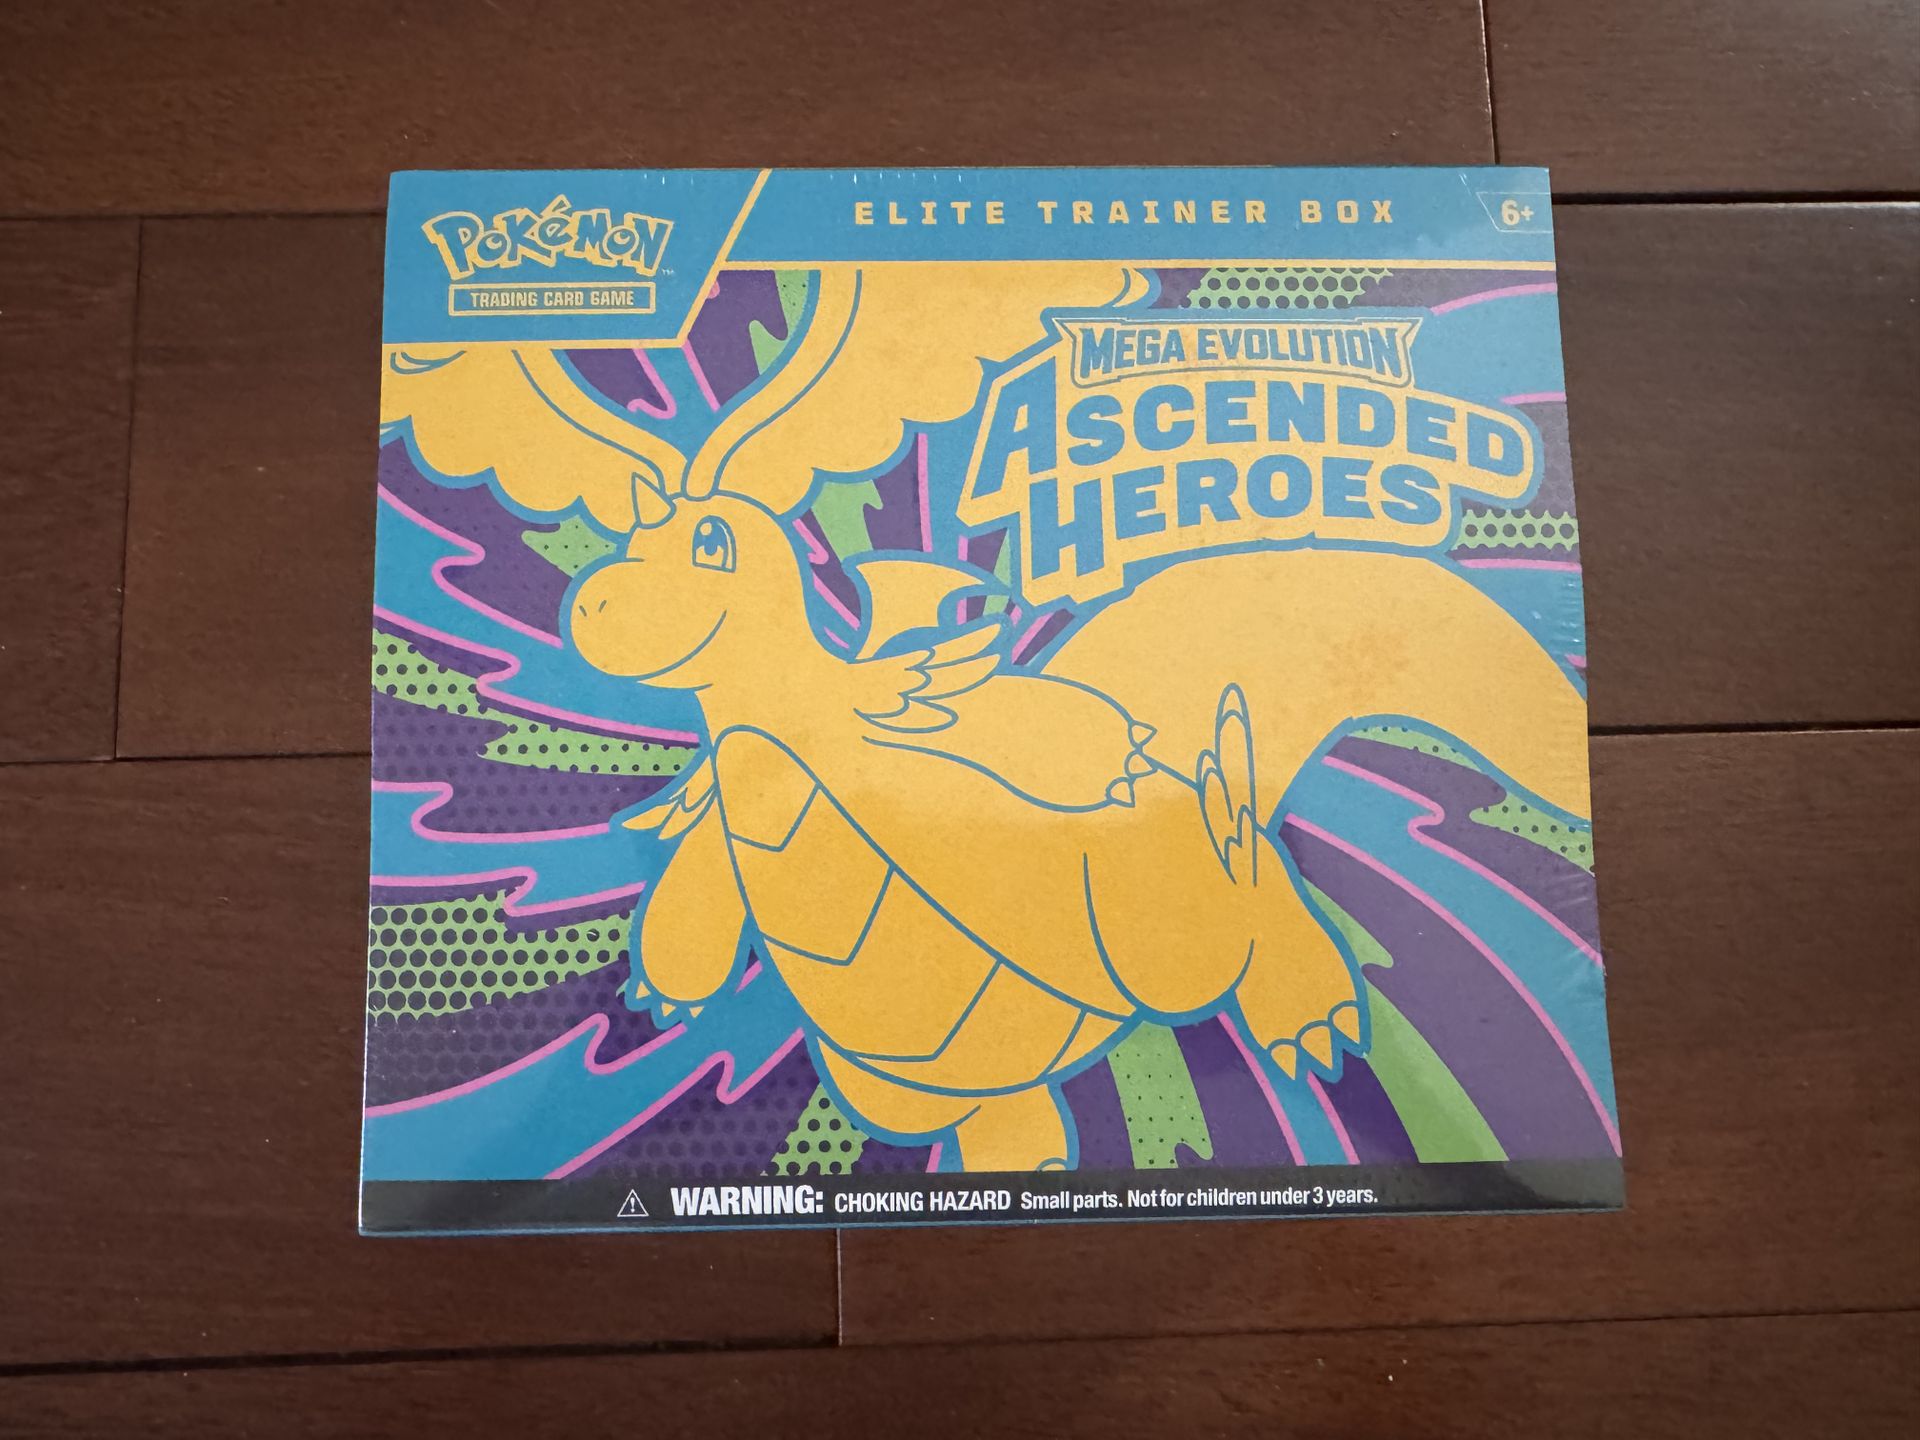 ELITE TRAINER BOX
6+
POKéMON
TRADING CARD GAME
MEGA EVOLUTION
ASCENDED
HEROES
WARNING: CHOKING HAZARD Small parts. Not for children under 3 years.